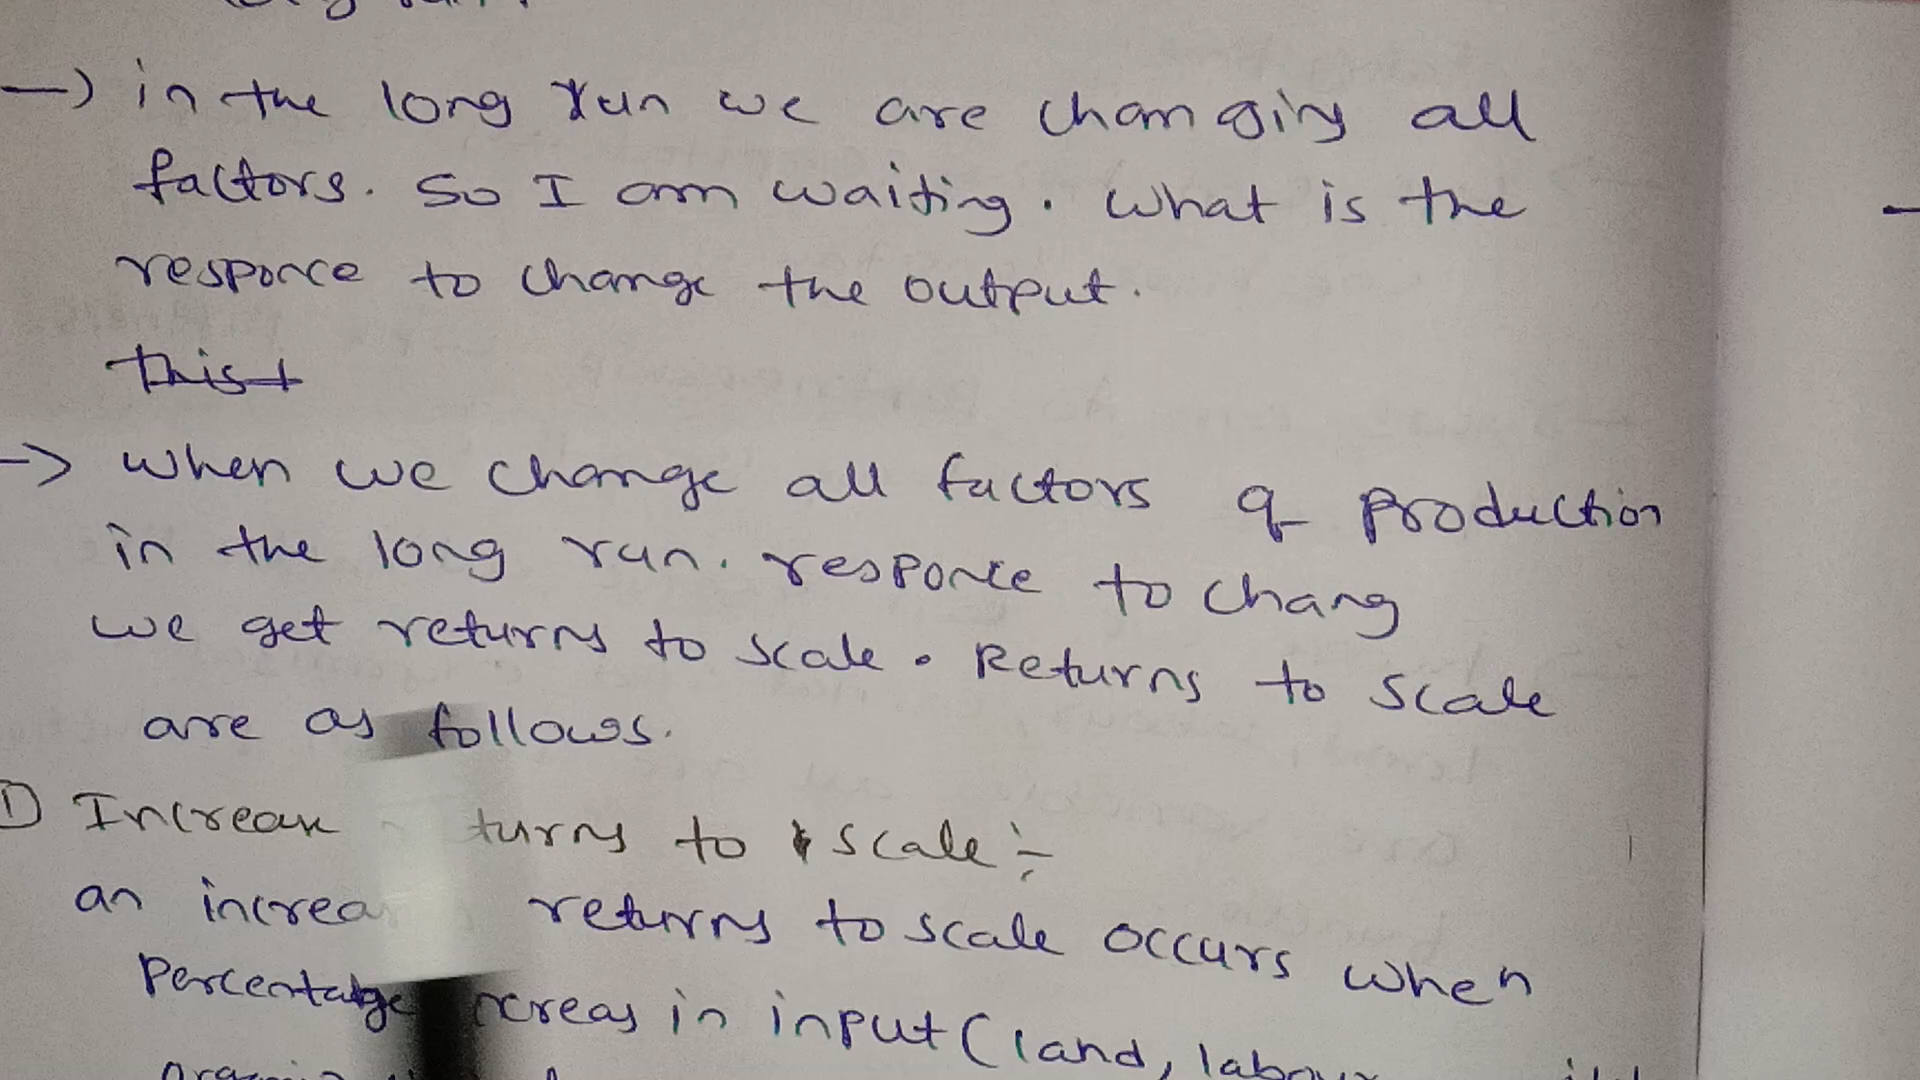 → in the long run we are changing all
factors. So I am waiting. What is the
responce to change the output.
this
→ when we change all factors of production
in the long run. responce to chang
we get returns to scale. Returns to scale
are as follows.
1) Increase turns to scale :-
an increa returns to scale occurs when
Percentage ncreas in input (land, labour